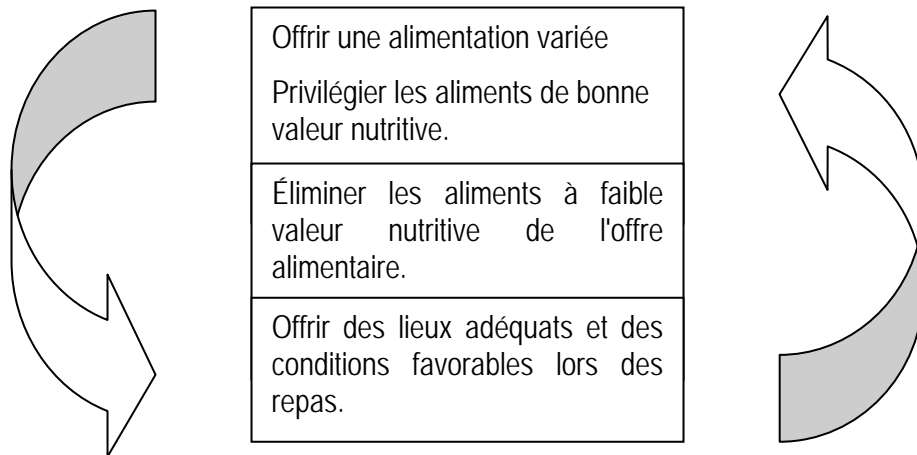 Offrir une alimentation variée
Privilégier les aliments de bonne
valeur nutritive.
Éliminer les aliments à faible
valeur nutritive de l'offre
alimentaire.
Offrir des lieux adéquats et des
conditions favorables lors des
repas.